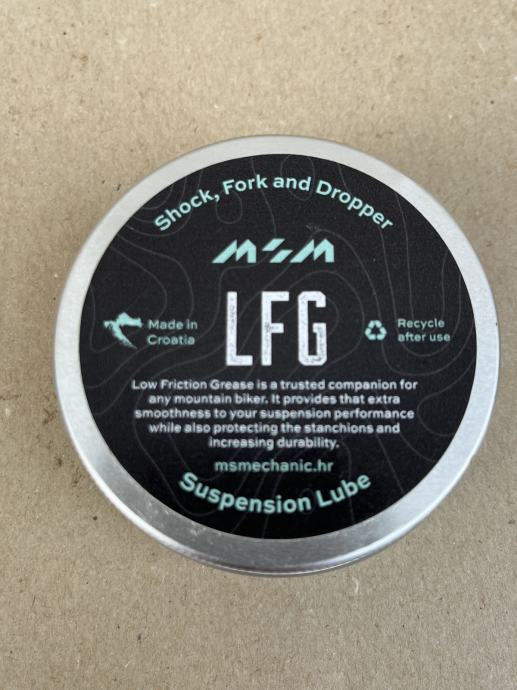 Shock, Fork and Dropper
MSM
LFG
Made in
Croatia
Recycle
after use
Low Friction Grease is a trusted companion for
any mountain biker. It provides that extra
smoothness to your suspension performance
while also protecting the stanchions and
increasing durability.
msmechanic.hr
Suspension Lube